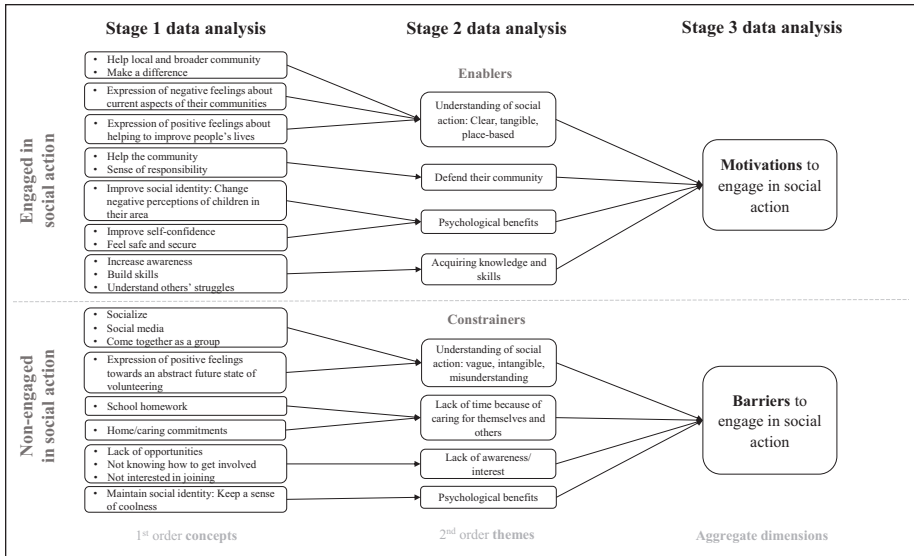 Stage 1 data analysis
Stage 2 data analysis
Stage 3 data analysis
Engaged in
social action
• Help local and broader community
• Make a difference
• Expression of negative feelings about
current aspects of their communities
• Expression of positive feelings about
helping to improve people's lives
• Help the community
• Sense of responsibility
• Improve social identity: Change
negative perceptions of children in
their area
• Improve self-confidence
• Feel safe and secure
• Increase awareness
• Build skills
• Understand others' struggles
Enablers
Understanding of social
action: Clear, tangible,
place-based
Defend their community
Psychological benefits
Acquiring knowledge and
skills
Motivations to
engage in social
action
Non-engaged
in social action
• Socialize
• Social media
• Come together as a group
• Expression of positive feelings
towards an abstract future state of
volunteering
• School homework
• Home/caring commitments
• Lack of opportunities
• Not knowing how to get involved
• Not interested in joining
• Maintain social identity: Keep a sense
of coolness
Constrainers
Understanding of social
action: vague, intangible,
misunderstanding
Lack of time because of
caring for themselves and
others
Lack of awareness/
interest
Psychological benefits
Barriers to
engage in social
action
1st order concepts
2nd order themes
Aggregate dimensions